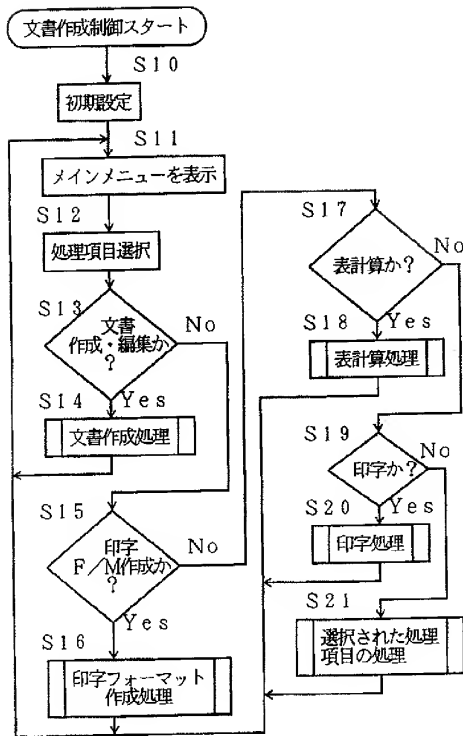 文書作成制御スタート
S10
初期設定
S11
メインメニューを表示
S12
処理項目選択
S13
文書
作成・編集か
?
No
Yes
S14
文書作成処理
S15
印字
F/M作成か
?
No
Yes
S16
印字フォーマット
作成処理
S17
表計算か?
No
Yes
S18
表計算処理
S19
印字か?
No
Yes
S20
印字処理
S21
選択された処理
項目の処理